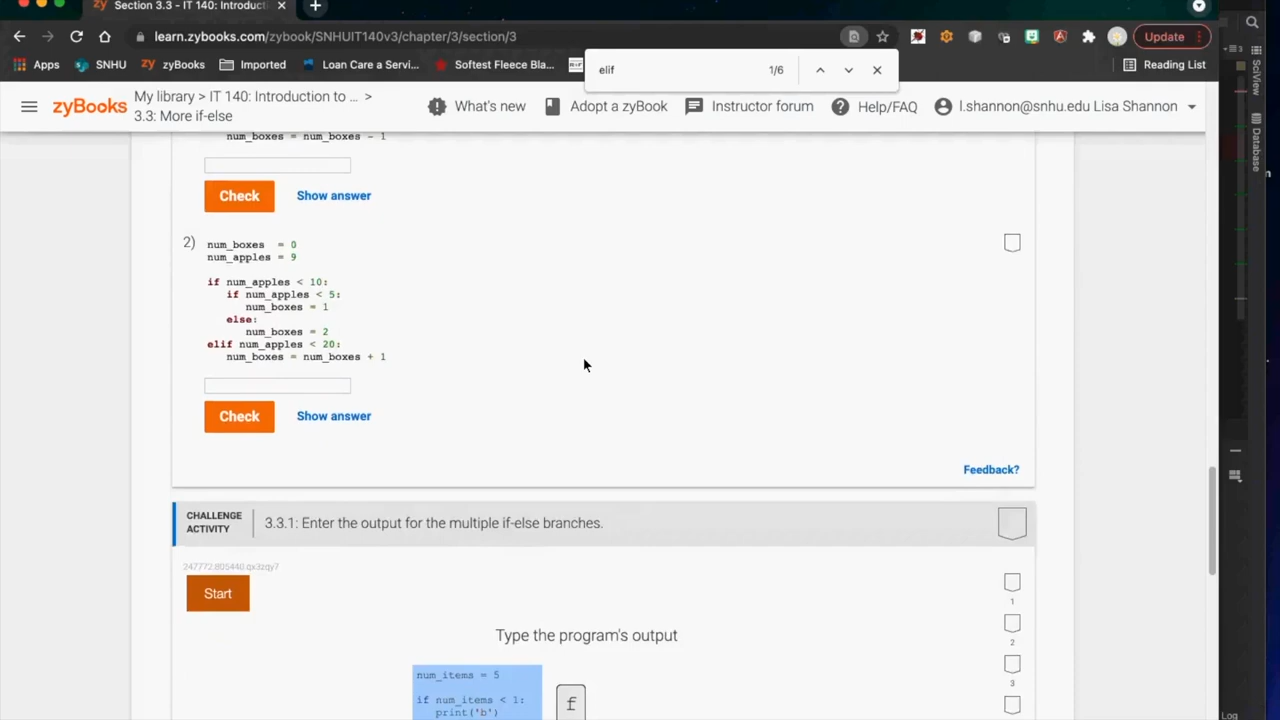 Section 3.3 - IT 140: Introducti
learn.zybooks.com/zybook/SNHUIT140v3/chapter/3/section/3
Update
Apps SNHU zyBooks Imported Loan Care a Servi... Softest Fleece Bla...
Reading List
elif 1/6
zyBooks
My library > IT 140: Introduction to ... >
3.3: More if-else
What's new
Adopt a zyBook
Instructor forum
Help/FAQ
l.shannon@snhu.edu Lisa Shannon
num_boxes = num_boxes - 1
Check Show answer
2)
num_boxes = 0
num_apples = 9
if num_apples < 10:
if num_apples < 5:
num_boxes = 1
else:
num_boxes = 2
elif num_apples < 20:
num_boxes = num_boxes + 1
Check Show answer
Feedback?
CHALLENGE
ACTIVITY
3.3.1: Enter the output for the multiple if-else branches.
247772.805440.qx3zqy7
Start
1
2
3
Type the program's output
num_items = 5
if num_items < 1:
print('b')
f
SciView
Database
Log